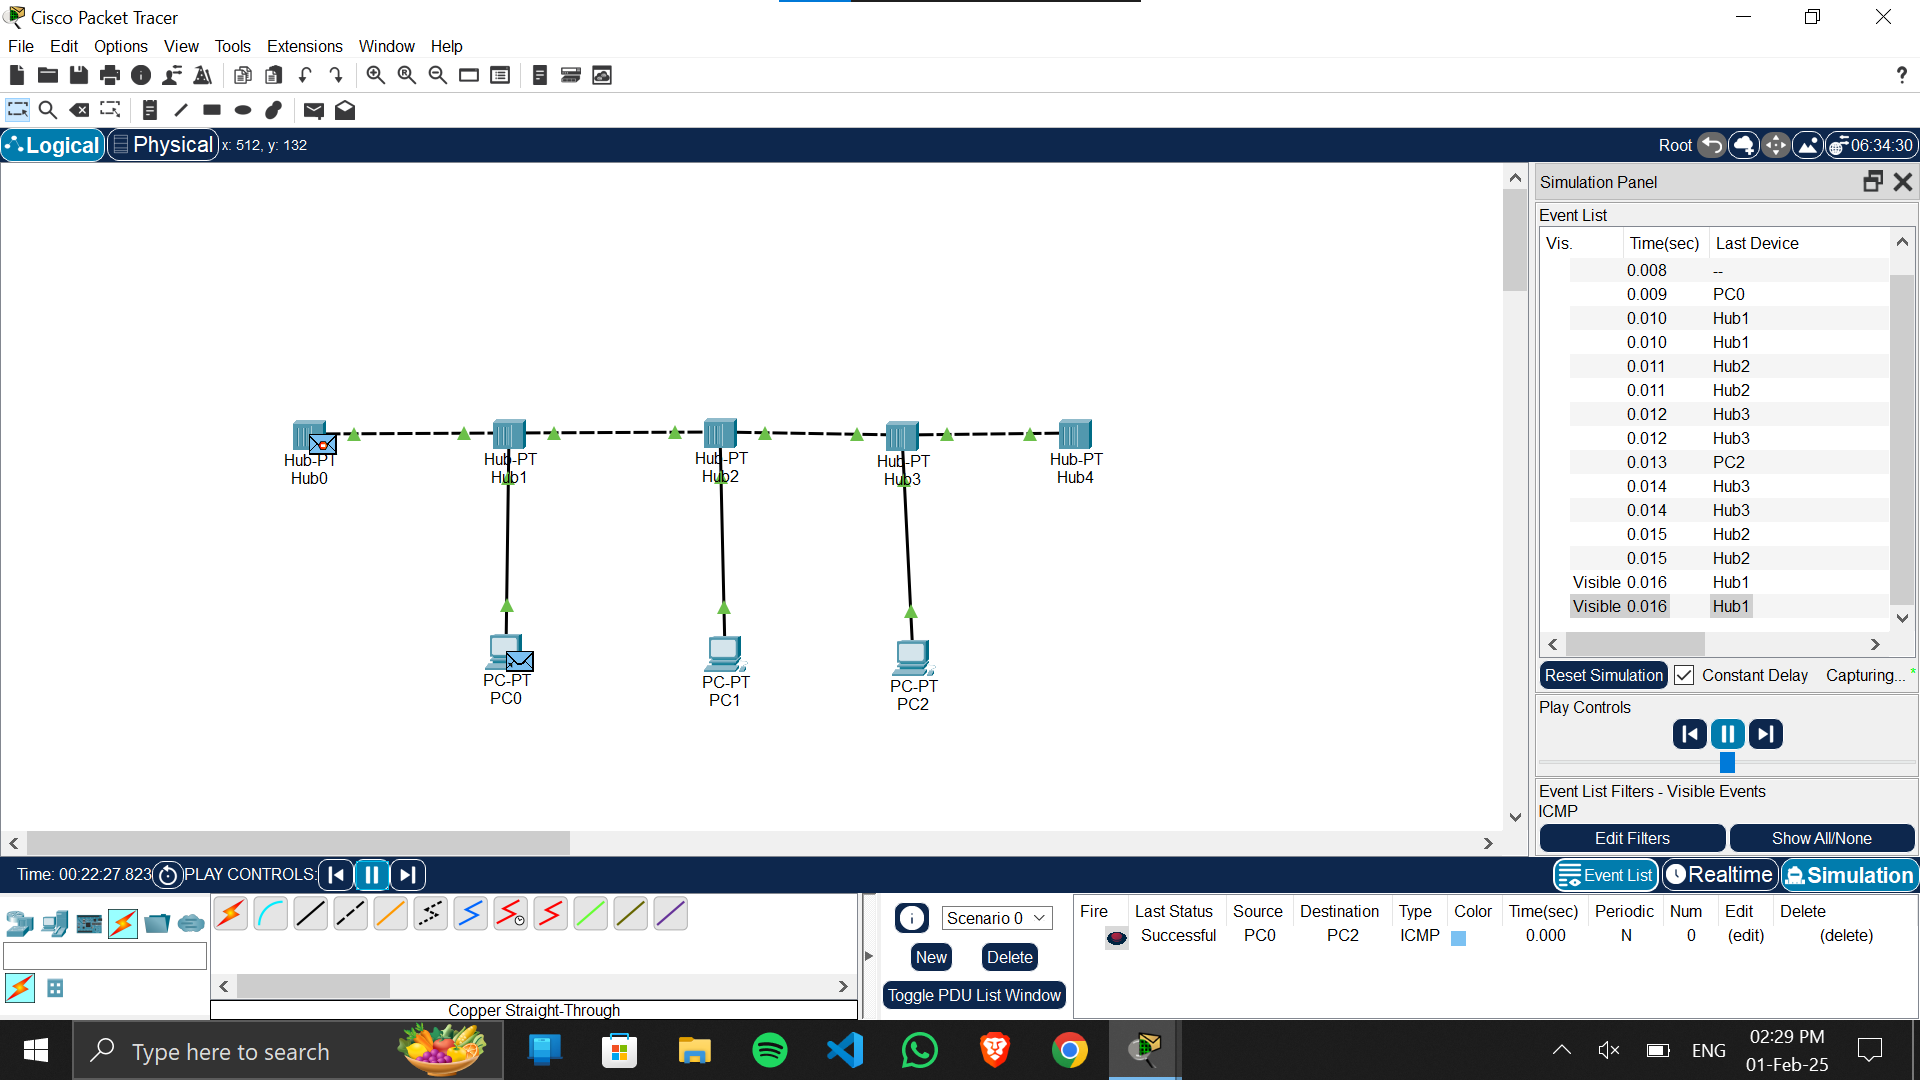 Cisco Packet Tracer
File Edit Options View Tools Extensions Window Help
?
Logical Physical x: 512, y: 132
Root 06:34:30
Simulation Panel
Event List
Vis. Time(sec) Last Device
0.008 --
0.009 PC0
0.010 Hub1
0.010 Hub1
0.011 Hub2
0.011 Hub2
0.012 Hub3
0.012 Hub3
0.013 PC2
0.014 Hub3
0.014 Hub3
0.015 Hub2
0.015 Hub2
Visible 0.016 Hub1
Visible 0.016 Hub1
Reset Simulation Constant Delay Capturing... *
Play Controls
Event List Filters - Visible Events
ICMP
Edit Filters Show All/None
Hub-PT
Hub0
Hub-PT
Hub1
Hub-PT
Hub2
Hub-PT
Hub3
Hub-PT
Hub4
PC-PT
PC0
PC-PT
PC1
PC-PT
PC2
Time: 00:22:27.823 PLAY CONTROLS:
Event List Realtime Simulation
Scenario 0
New Delete
Toggle PDU List Window
Fire Last Status Source Destination Type Color Time(sec) Periodic Num Edit Delete
Successful PC0 PC2 ICMP 0.000 N 0 (edit) (delete)
Copper Straight-Through
Type here to search
ENG
02:29 PM
01-Feb-25